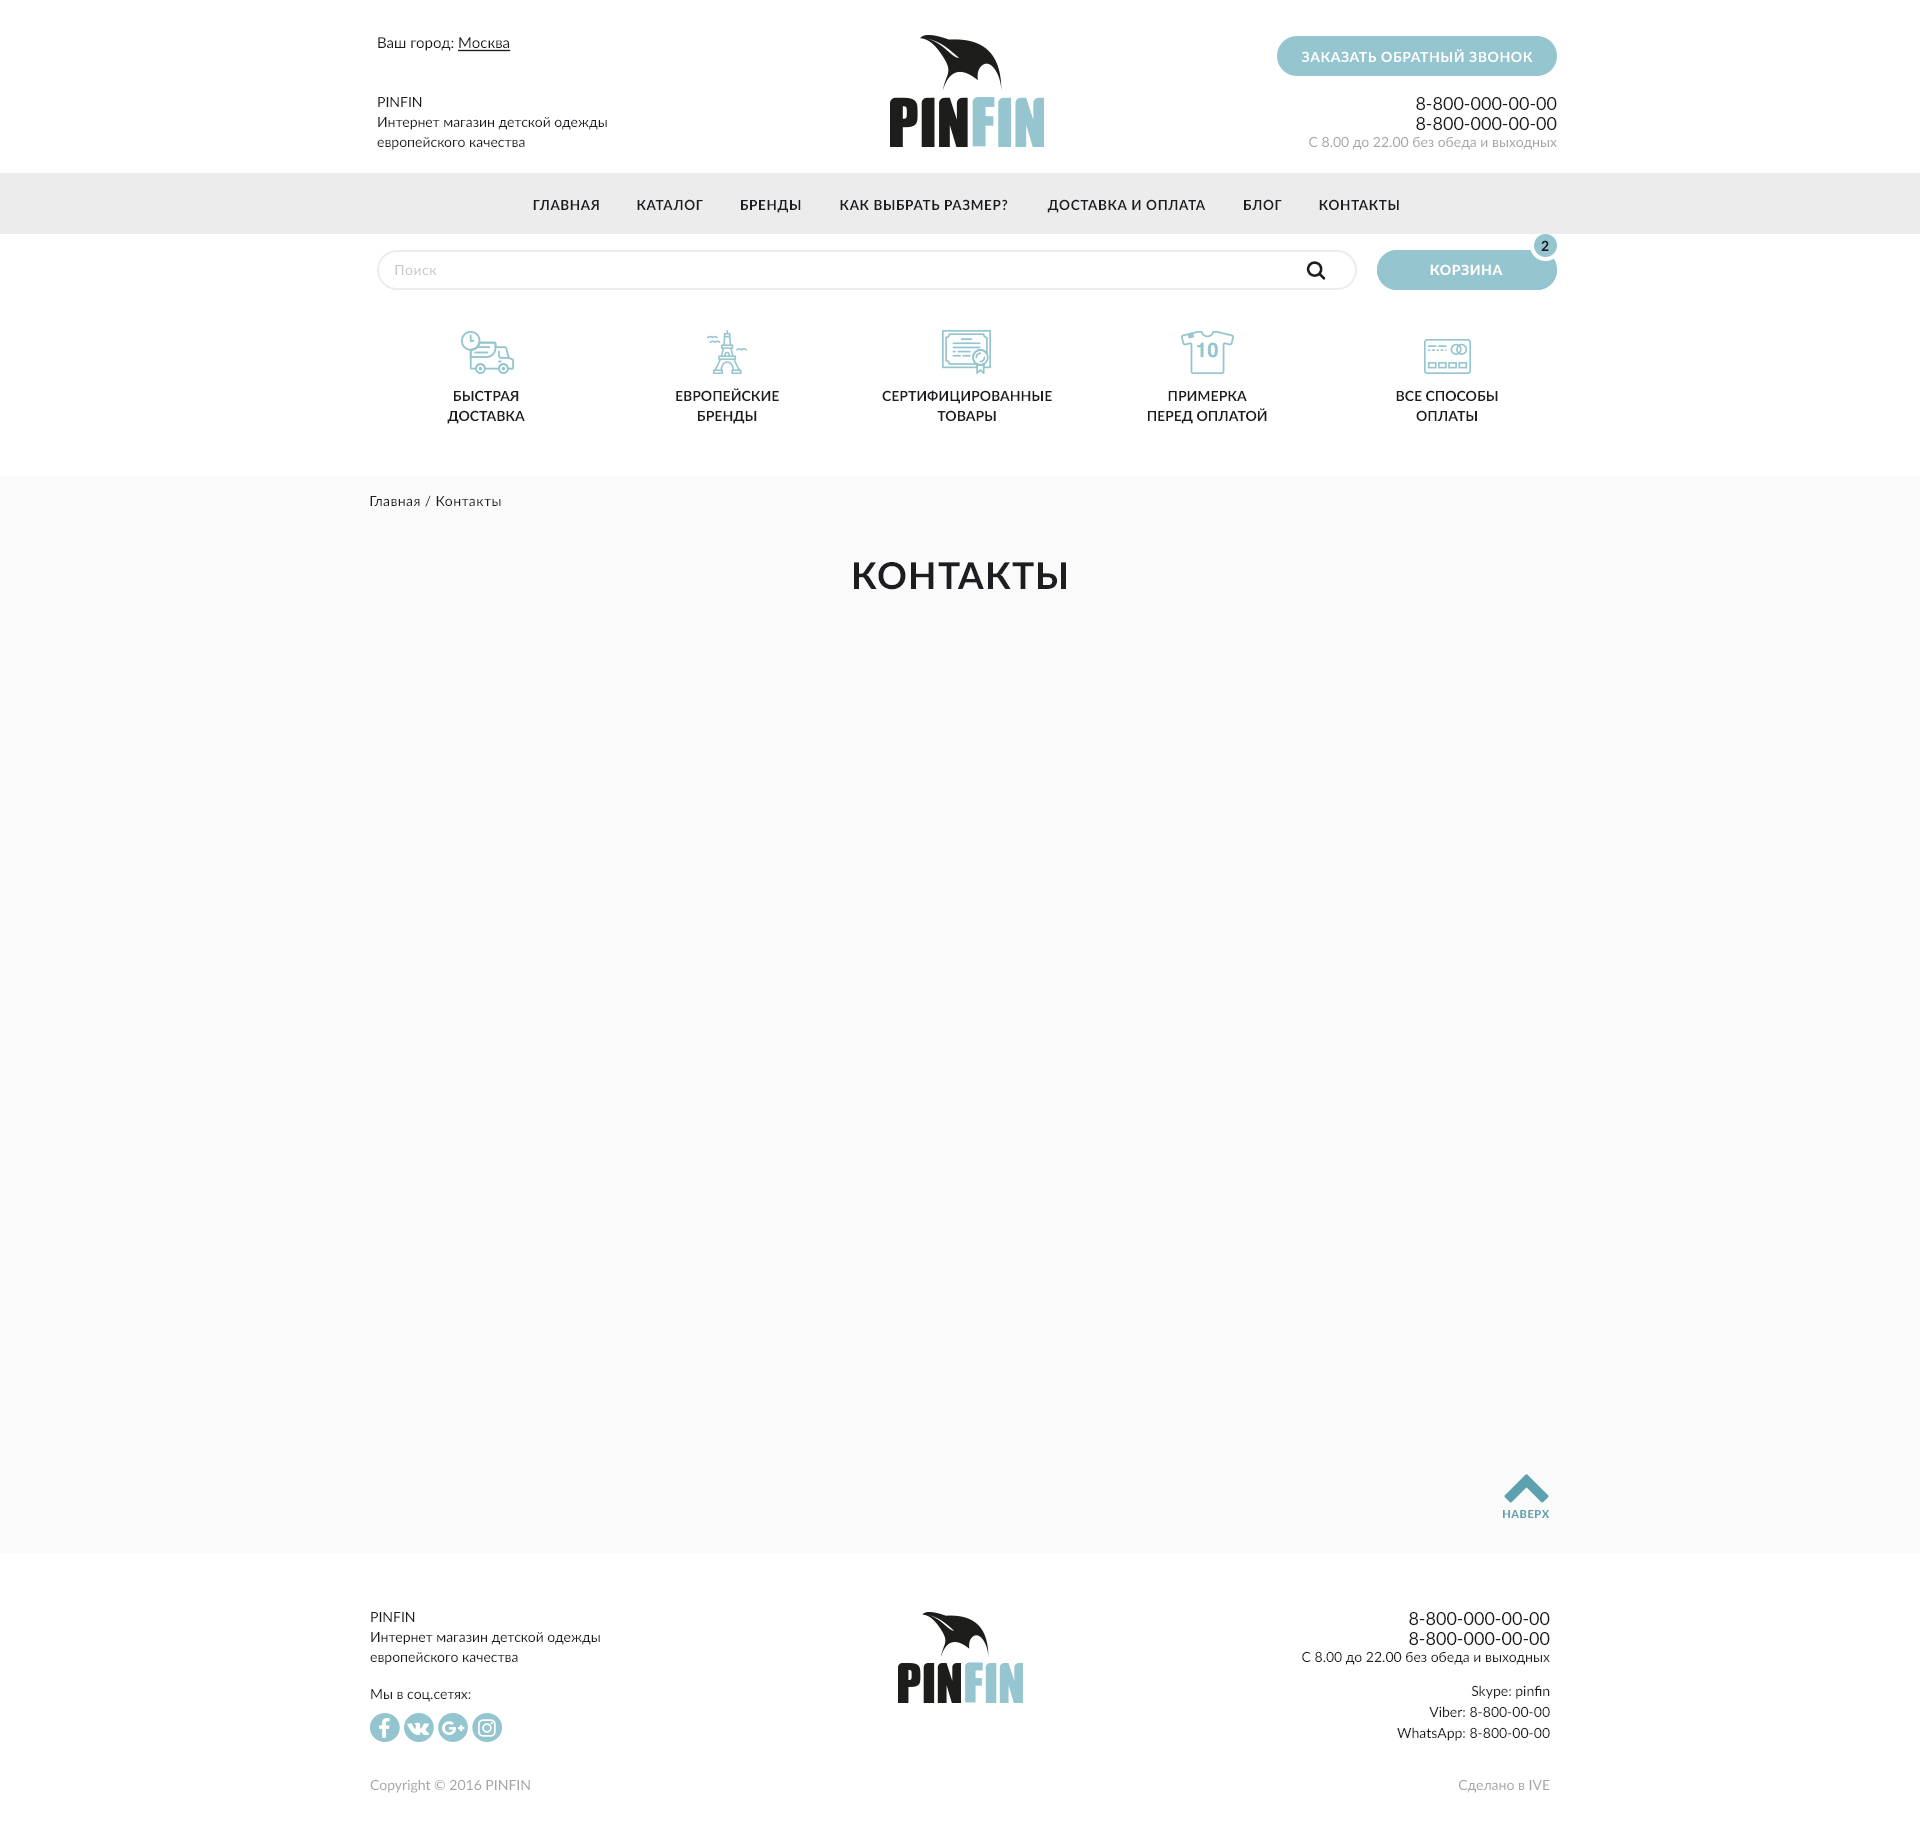 Ваш город: Москва
PINFIN
Интернет магазин детской одежды
европейского качества
PINFIN
ЗАКАЗАТЬ ОБРАТНЫЙ ЗВОНОК
8-800-000-00-00
8-800-000-00-00
С 8.00 до 22.00 без обеда и выходных
ГЛАВНАЯ КАТАЛОГ БРЕНДЫ КАК ВЫБРАТЬ РАЗМЕР? ДОСТАВКА И ОПЛАТА БЛОГ КОНТАКТЫ
Поиск
КОРЗИНА
2
БЫСТРАЯ
ДОСТАВКА
ЕВРОПЕЙСКИЕ
БРЕНДЫ
СЕРТИФИЦИРОВАННЫЕ
ТОВАРЫ
10
ПРИМЕРКА
ПЕРЕД ОПЛАТОЙ
ВСЕ СПОСОБЫ
ОПЛАТЫ
Главная / Контакты
КОНТАКТЫ
НАВЕРХ
PINFIN
Интернет магазин детской одежды
европейского качества
Мы в соц.сетях:
PINFIN
8-800-000-00-00
8-800-000-00-00
С 8.00 до 22.00 без обеда и выходных
Skype: pinfin
Viber: 8-800-00-00
WhatsApp: 8-800-00-00
Copyright © 2016 PINFIN
Сделано в IVE